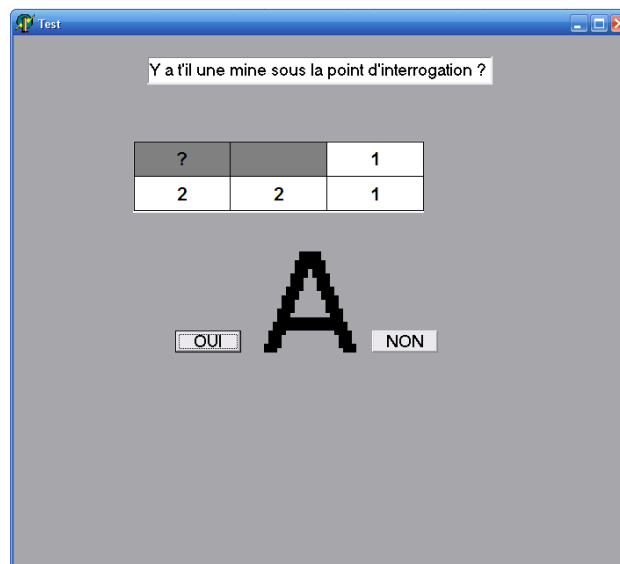 Test
Y a t'il une mine sous la point d'interrogation ?
? 1
2 2 1
A
OUI NON